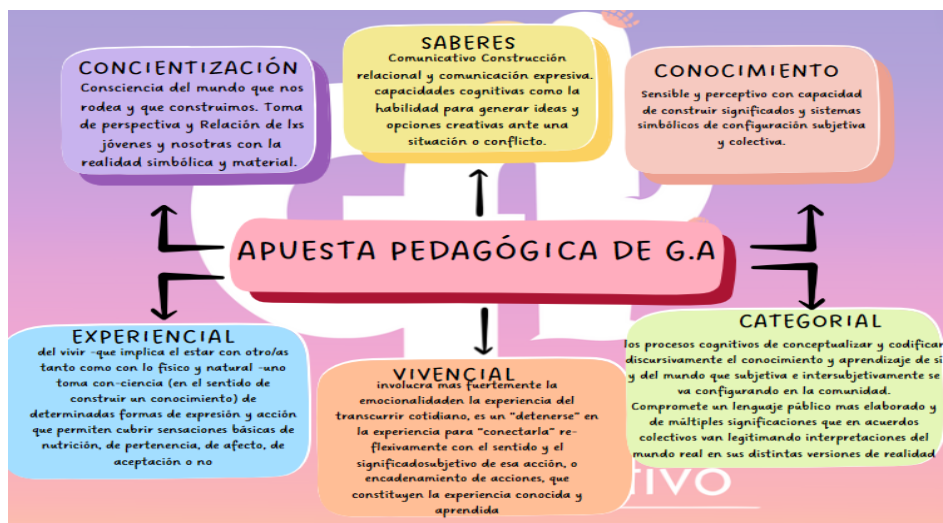 CONCIENTIZACIÓN
Consciencia del mundo que nos
rodea y que construimos. Toma
de perspectiva y Relación de lxs
jóvenes y nosotras con la
realidad simbólica y material.
SABERES
Comunicativo Construcción
relacional y comunicación expresiva.
capacidades cognitivas como la
habilidad para generar ideas y
opciones creativas ante una
situación o conflicto.
CONOCIMIENTO
Sensible y perceptivo con capacidad
de construir significados y sistemas
simbólicos de configuración subjetiva
y colectiva.
APUESTA PEDAGÓGICA DE G.A
EXPERIENCIAL
del vivir -que implica el estar con otro/as
tanto como con lo físico y natural -uno
toma con-ciencia (en el sentido de
construir un conocimiento) de
determinadas formas de expresión y acción
que permiten cubrir sensaciones básicas de
nutrición, de pertenencia, de afecto, de
aceptación o no
VIVENCIAL
involucra mas fuertemente la
emocionalidaden la experiencia del
transcurrir cotidiano, es un "detenerse" en
la experiencia para "conectarla" re-
flexivamente con el sentido y el
significadosubjetivo de esa acción, o
encadenamiento de acciones, que
constituyen la experiencia conocida y
aprendida
CATEGORIAL
los procesos cognitivos de conceptualizar y codificar
discursivamente el conocimiento y aprendizaje de si
y del mundo que subjetiva e intersubjetivamente se
va configurando en la comunidad.
Compromete un lenguaje público mas elaborado y
de múltiples significaciones que en acuerdos
colectivos van legitimando interpretaciones del
mundo real en sus distintas versiones de realidad